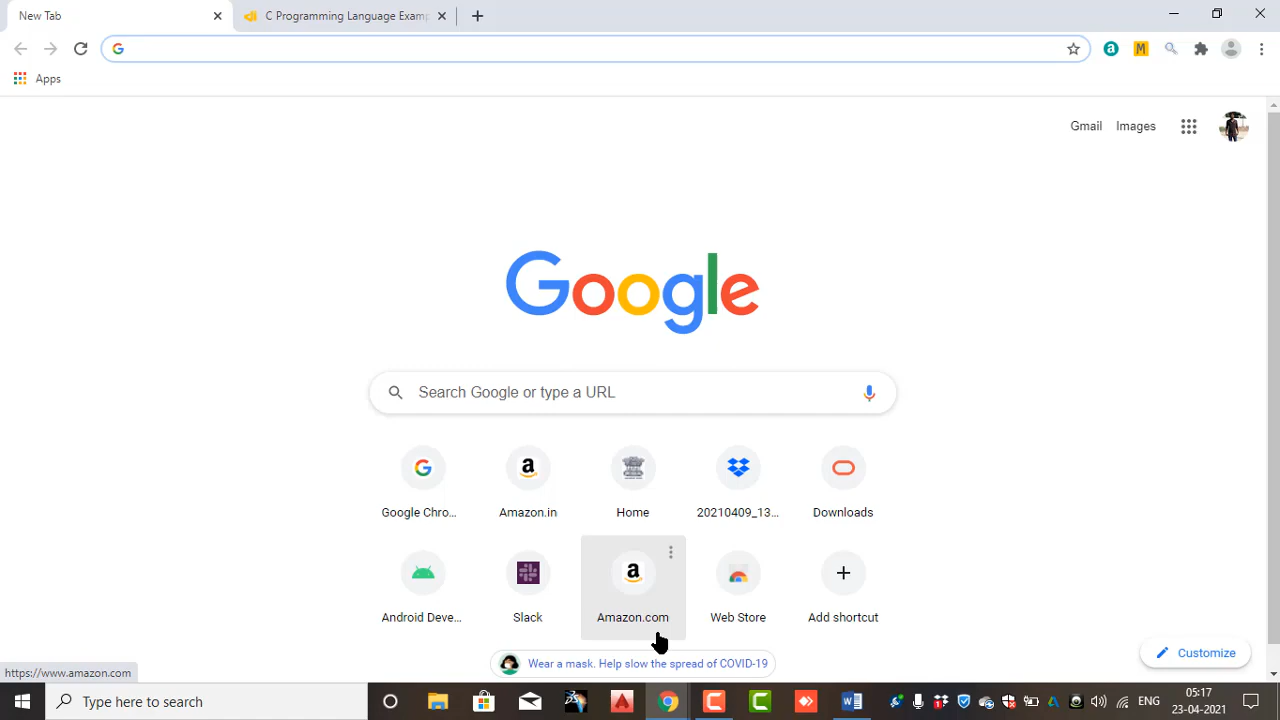 New Tab
C Programming Language Examp
Apps
Gmail
Images
Google
Search Google or type a URL
Google Chro...
Amazon.in
Home
20210409_13...
Downloads
Android Deve...
Slack
Amazon.com
Web Store
Add shortcut
Wear a mask. Help slow the spread of COVID-19
Customize
https://www.amazon.com
Type here to search
ENG
05:17
23-04-2021